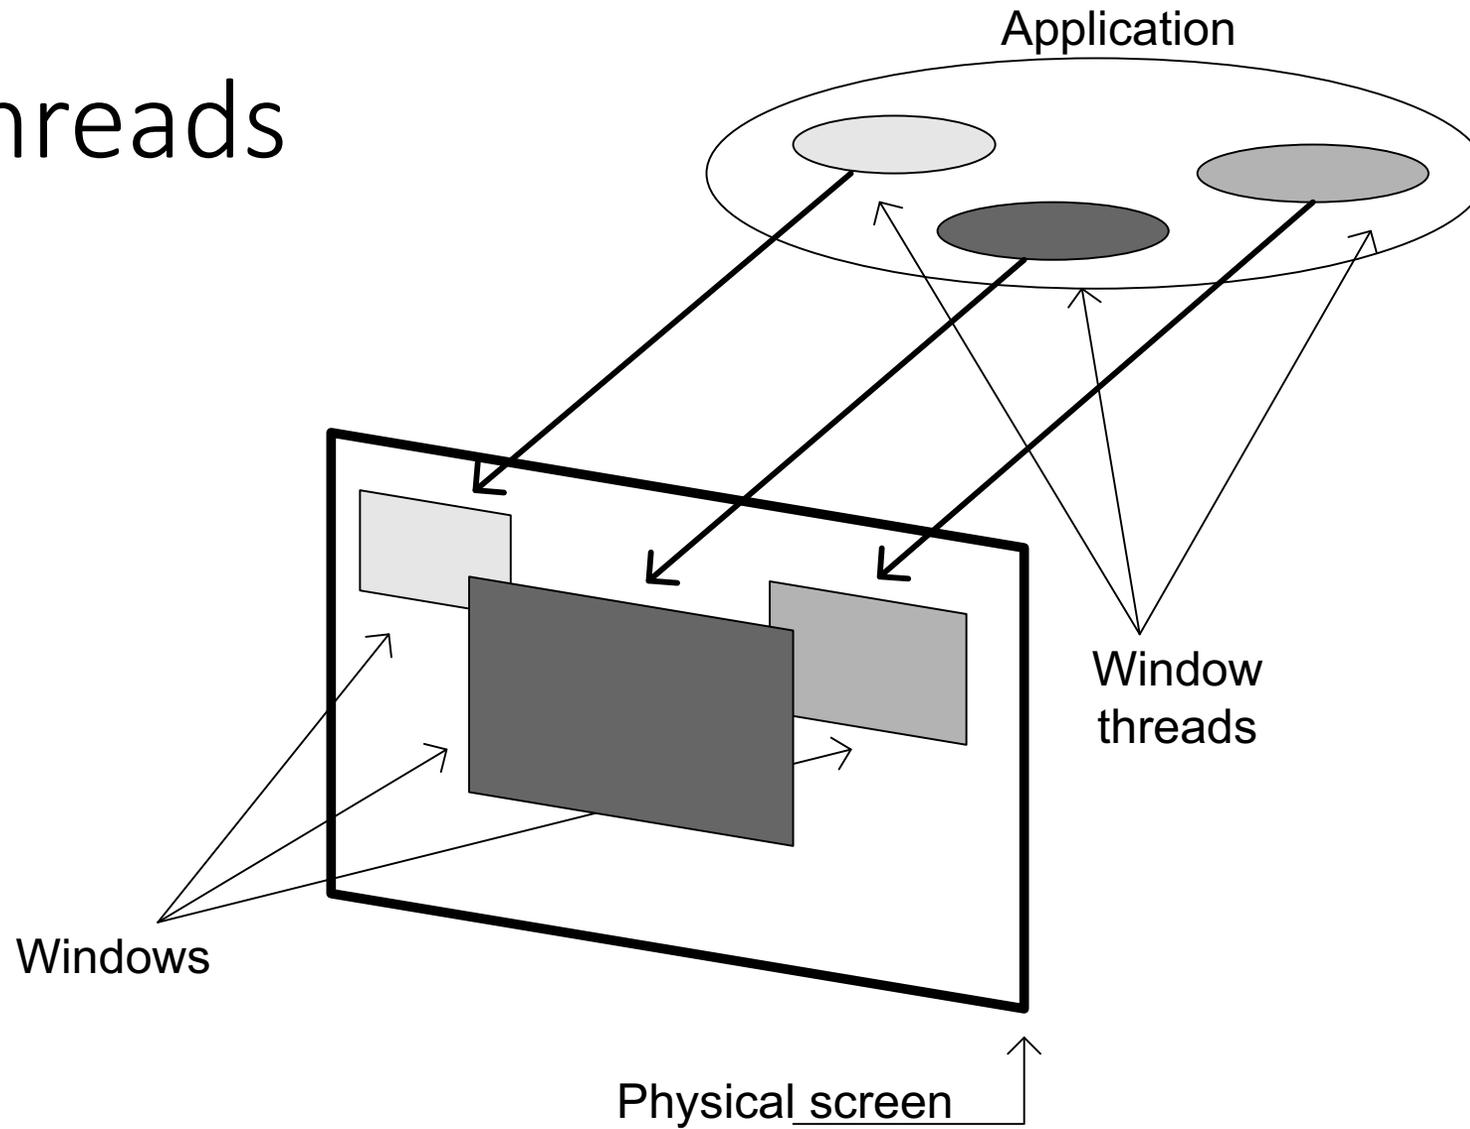 hreads
Application
Window
threads
Windows
Physical screen